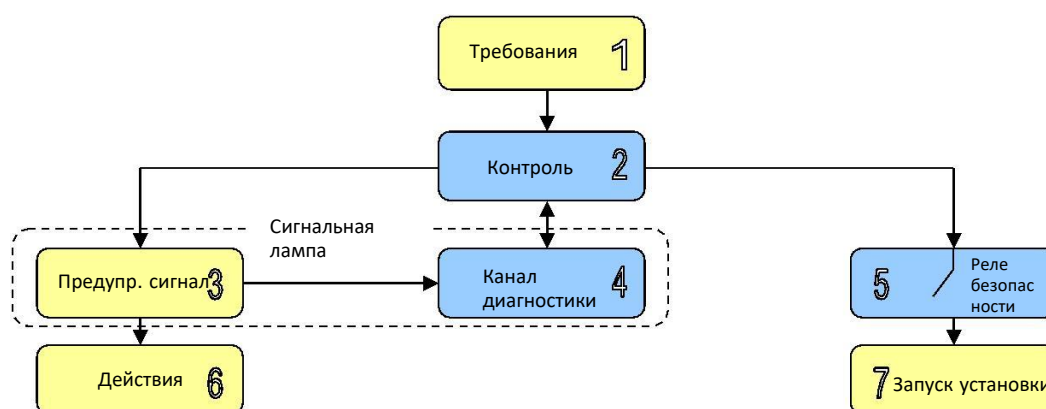 Требования 1
Контроль 2
Сигнальная
лампа
Предупр. сигнал 3
Канал
диагностики 4
5 Реле
безопас
ности
Действия 6
7 Запуск установки